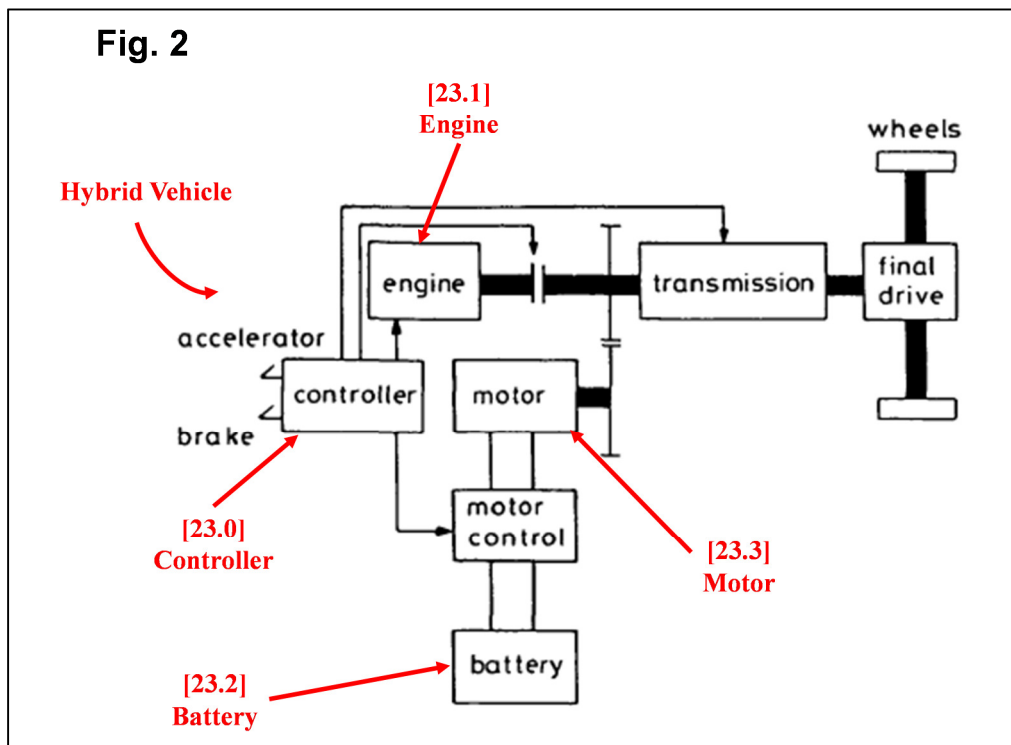 Fig. 2
[23.1]
Engine
wheels
Hybrid Vehicle
engine
transmission
final
drive
accelerator
controller
motor
brake
motor
control
[23.0]
Controller
[23.3]
Motor
battery
[23.2]
Battery